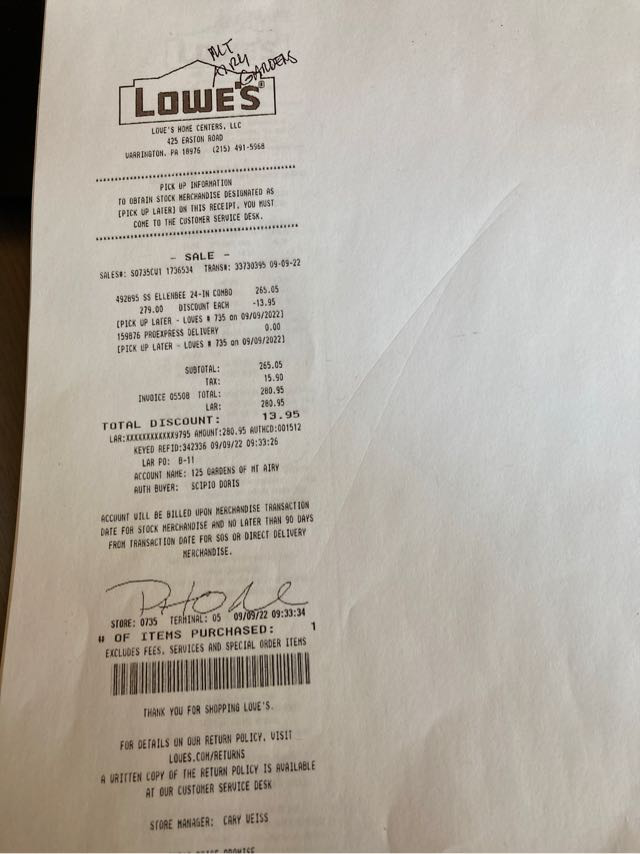 MT
AIRY
GARDENS
LOWE'S®
LOWE'S HOME CENTERS, LLC
425 EASTON ROAD
WARRINGTON, PA 18976 (215) 491-5968
PICK UP INFORMATION
TO OBTAIN STOCK MERCHANDISE DESIGNATED AS
[PICK UP LATER] ON THIS RECEIPT, YOU MUST
COME TO THE CUSTOMER SERVICE DESK.
- SALE -
SALES#: S0735CW1 1736534 TRANS#: 33730395 09-09-22
492895 SS ELLENBEE 24-IN COMBO 265.05
279.00 DISCOUNT EACH -13.95
[PICK UP LATER - LOWES # 735 on 09/09/2022]
159876 PROEXPRESS DELIVERY 0.00
[PICK UP LATER - LOWES # 735 on 09/09/2022]
SUBTOTAL: 265.05
TAX: 15.90
INVOICE 05508 TOTAL: 280.95
LAR: 280.95
TOTAL DISCOUNT: 13.95
LAR:XXXXXXXXXXXX9795 AMOUNT:280.95 AUTHCD:001512
KEYED REFID:342336 09/09/22 09:33:26
LAR PO: B-11
ACCOUNT NAME: 125 GARDENS OF MT AIRY
AUTH BUYER: SCIPIO DORIS
ACCOUNT WILL BE BILLED UPON MERCHANDISE TRANSACTION
DATE FOR STOCK MERCHANDISE AND NO LATER THAN 90 DAYS
FROM TRANSACTION DATE FOR SOS OR DIRECT DELIVERY
MERCHANDISE.
STORE: 0735 TERMINAL: 05 09/09/22 09:33:34
# OF ITEMS PURCHASED: 1
EXCLUDES FEES, SERVICES AND SPECIAL ORDER ITEMS
THANK YOU FOR SHOPPING LOWE'S.
FOR DETAILS ON OUR RETURN POLICY, VISIT
LOWES.COM/RETURNS
A WRITTEN COPY OF THE RETURN POLICY IS AVAILABLE
AT OUR CUSTOMER SERVICE DESK
STORE MANAGER: CARY WEISS